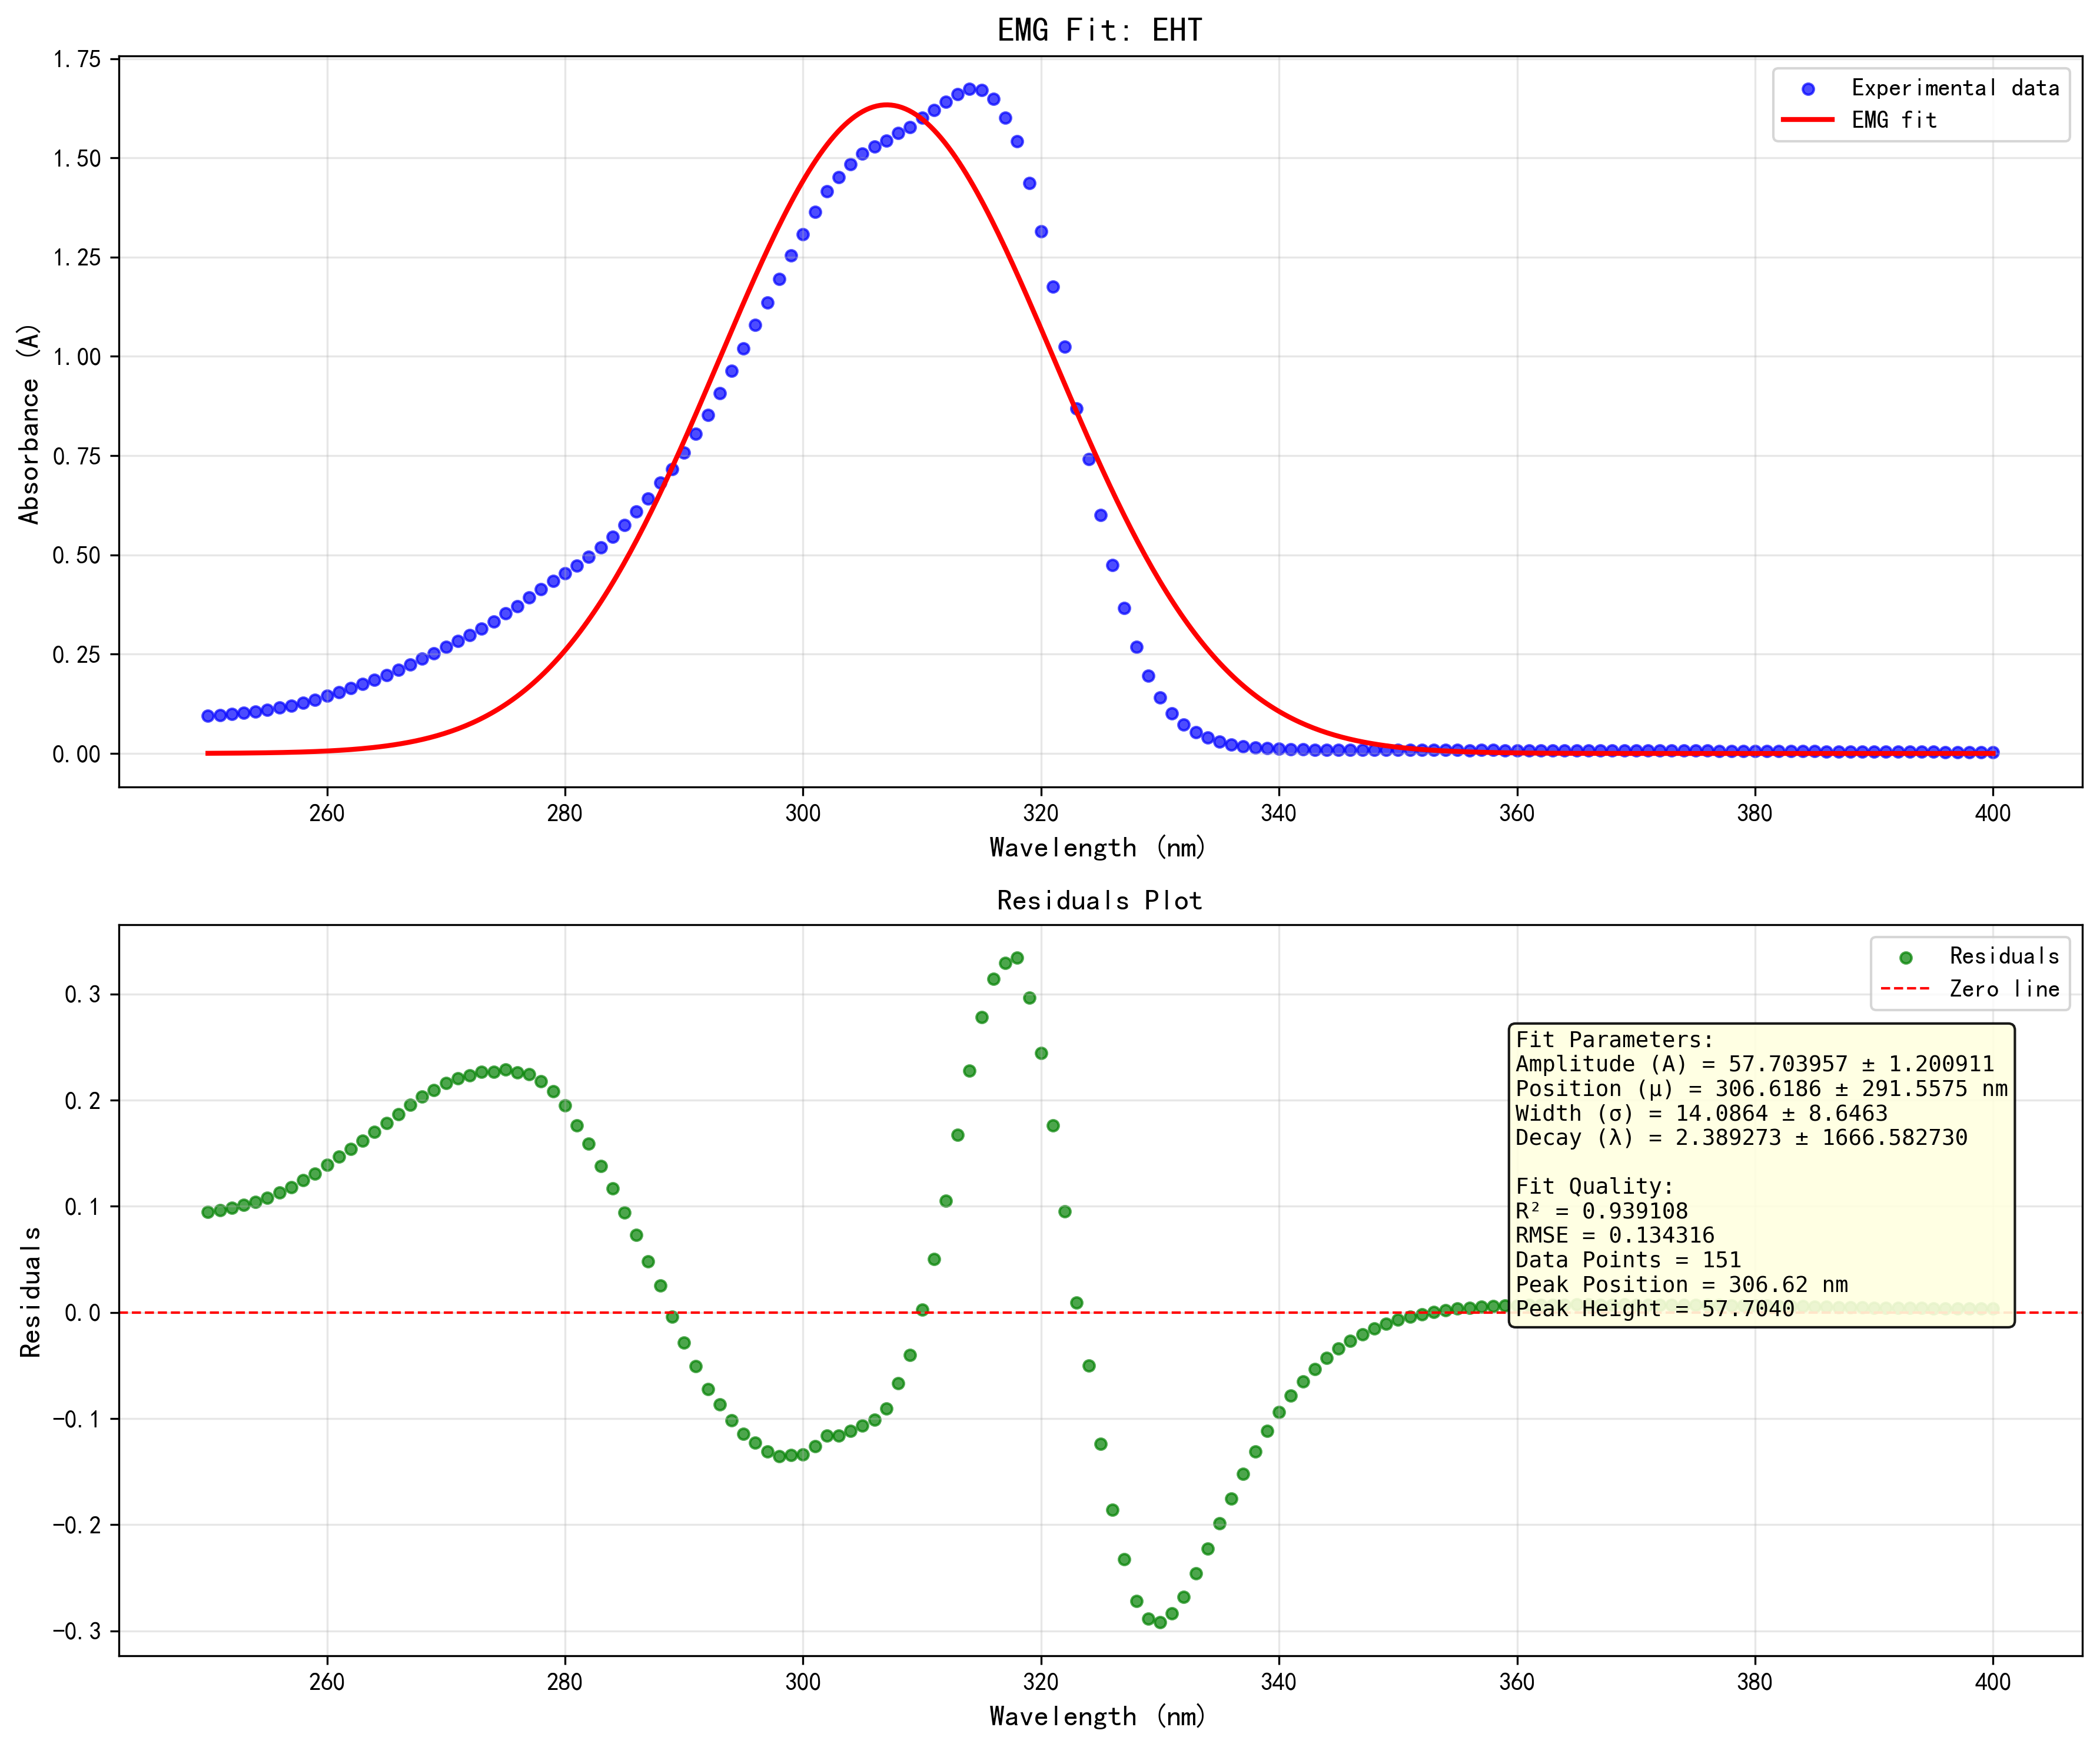 EMG Fit: EHT
1.75
1.50
1.25
1.00
0.75
0.50
0.25
0.00
Absorbance (A)
Experimental data
EMG fit
260 280 300 320 340 360 380 400
Wavelength (nm)
Residuals Plot
0.3
0.2
0.1
0.0
−0.1
−0.2
−0.3
Residuals
Residuals
Zero line
Fit Parameters:
Amplitude (A) = 57.703957 ± 1.200911
Position (μ) = 306.6186 ± 291.5575 nm
Width (σ) = 14.0864 ± 8.6463
Decay (λ) = 2.389273 ± 1666.582730
Fit Quality:
R² = 0.939108
RMSE = 0.134316
Data Points = 151
Peak Position = 306.62 nm
Peak Height = 57.7040
260 280 300 320 340 360 380 400
Wavelength (nm)